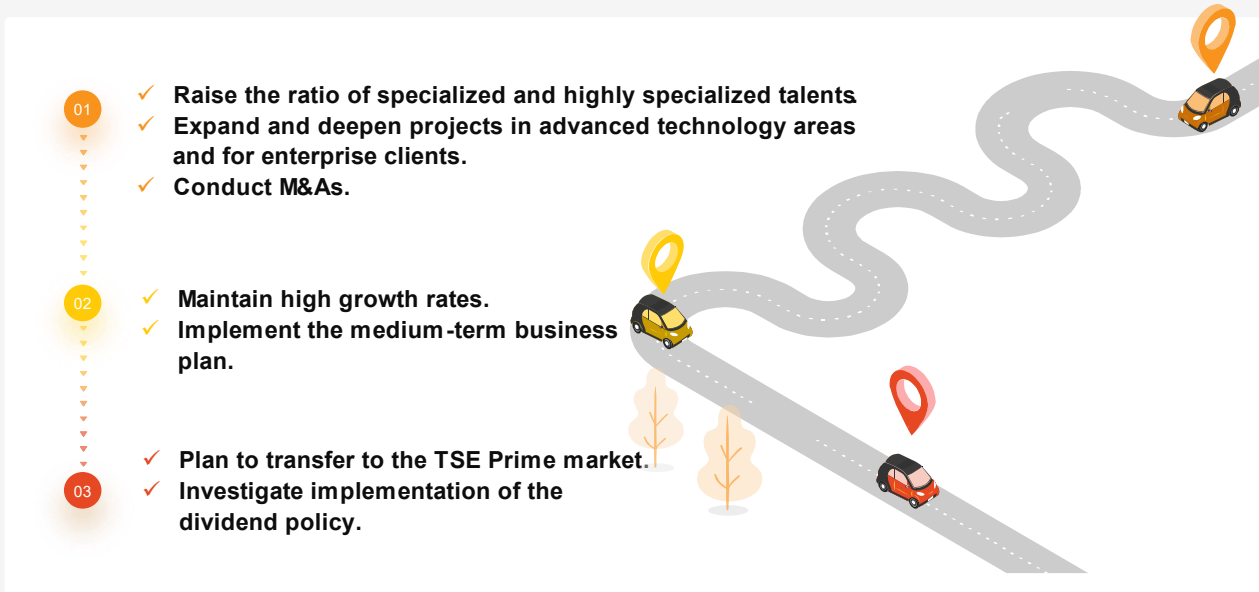 01
Raise the ratio of specialized and highly specialized talents.
Expand and deepen projects in advanced technology areas
and for enterprise clients.
Conduct M&As.
02
Maintain high growth rates.
Implement the medium-term business
plan.
03
Plan to transfer to the TSE Prime market.
Investigate implementation of the
dividend policy.